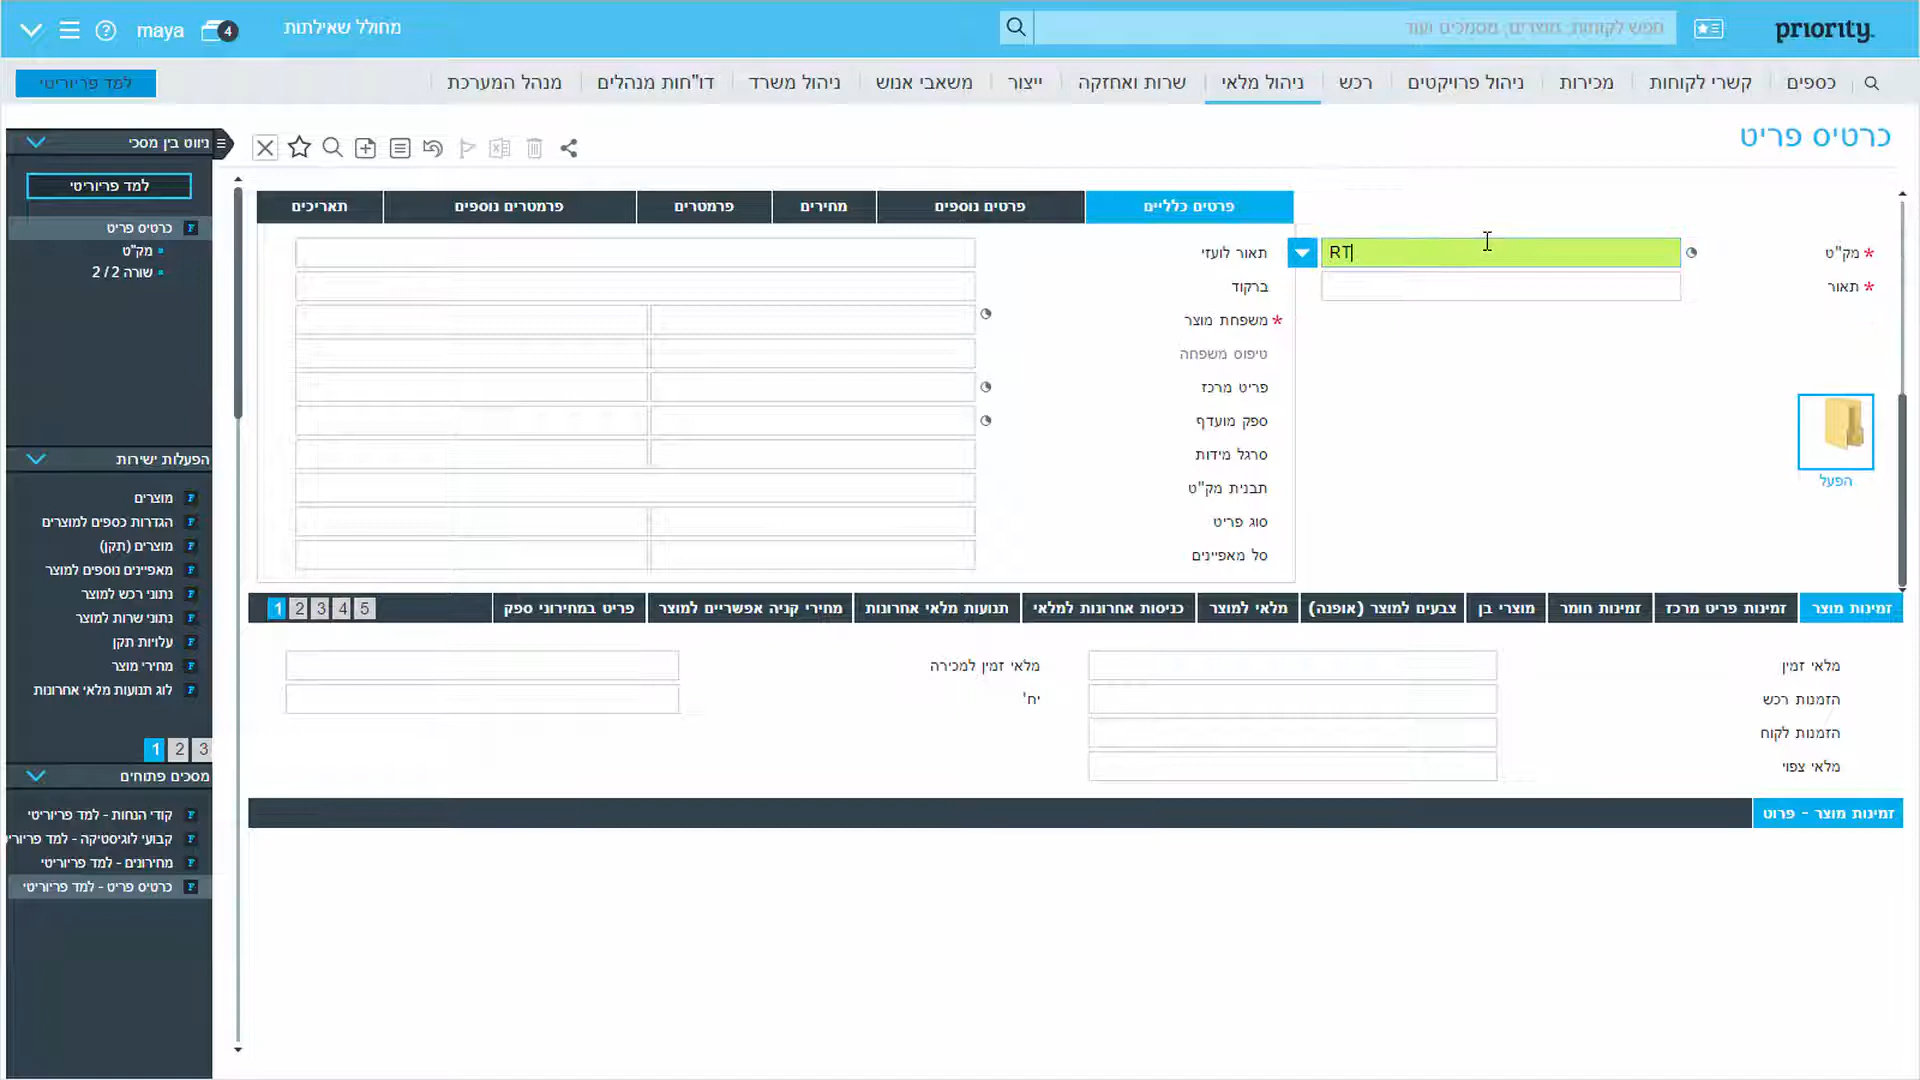 priority.
חפש לקוחות, מוצרים, מסמכים ועוד
מחולל שאילתות
4
maya
כספים
קשרי לקוחות
מכירות
ניהול פרויקטים
רכש
ניהול מלאי
שרות ואחזקה
ייצור
משאבי אנוש
ניהול משרד
דו"חות מנהלים
מנהל המערכת
למד פריוריטי
כרטיס פריט
* מק"ט
RT
* תאור
הפעל
פרטים כלליים
פרטים נוספים
מחירים
פרמטרים
פרמטרים נוספים
תאריכים
תאור לועזי
ברקוד
* משפחת מוצר
טיפוס משפחה
פריט מרכז
ספק מועדף
סרגל מידות
תבנית מק"ט
סוג פריט
סל מאפיינים
זמינות מוצר
זמינות פריט מרכז
זמינות חומר
מוצרי בן
צבעים למוצר (אופנה)
מלאי למוצר
כניסות אחרונות למלאי
תנועות מלאי אחרונות
מחירי קניה אפשריים למוצר
פריט במחירוני ספק
1 2 3 4 5
מלאי זמין
הזמנות רכש
הזמנות לקוח
מלאי צפוי
מלאי זמין למכירה
יח'
זמינות מוצר - פרוט
ניווט בין מסכי
למד פריוריטי
כרטיס פריט
מק"ט
שורה 2 / 2
הפעלות ישירות
מוצרים
הגדרות כספים למוצרים
מוצרים (תקן)
מאפיינים נוספים למוצר
נתוני רכש למוצר
נתוני שרות למוצר
עלויות תקן
מחירי מוצר
לוג תנועות מלאי אחרונות
1 2 3
מסכים פתוחים
קודי הנחות - למד פריוריטי
קבועי לוגיסטיקה - למד פריורי
מחירונים - למד פריוריטי
כרטיס פריט - למד פריוריטי